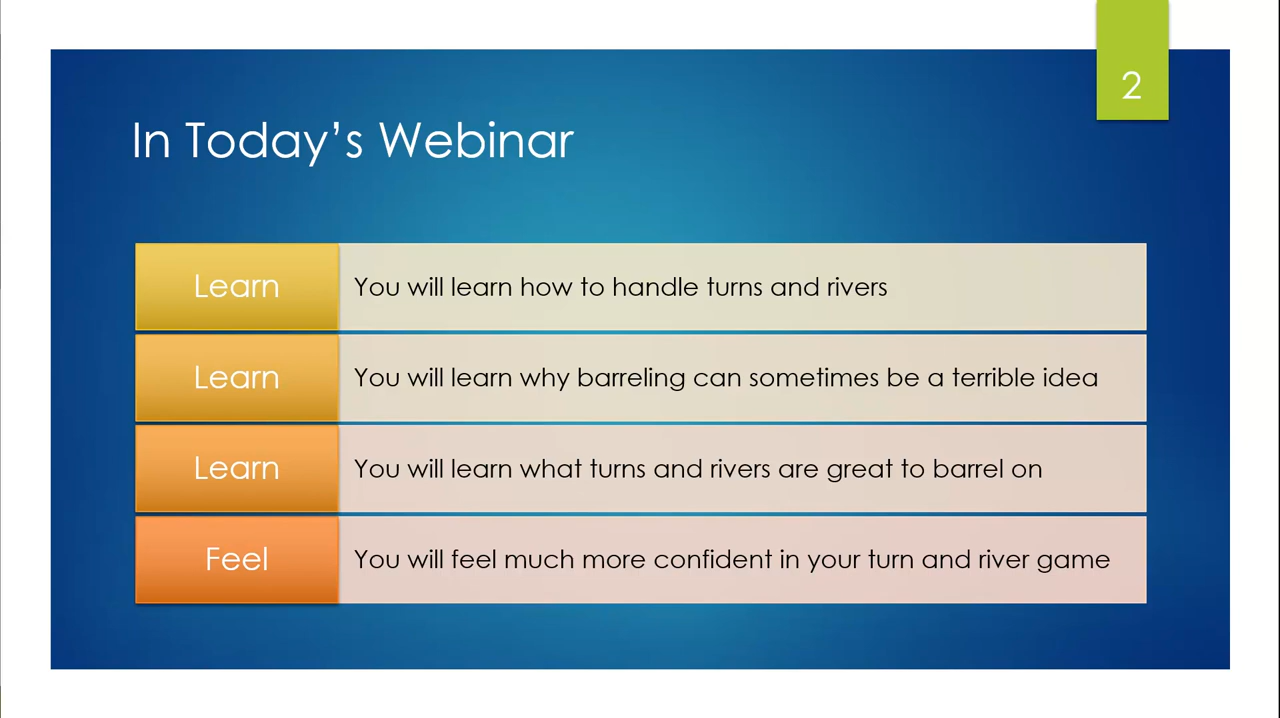 2
In Today's Webinar
Learn
You will learn how to handle turns and rivers
Learn
You will learn why barreling can sometimes be a terrible idea
Learn
You will learn what turns and rivers are great to barrel on
Feel
You will feel much more confident in your turn and river game